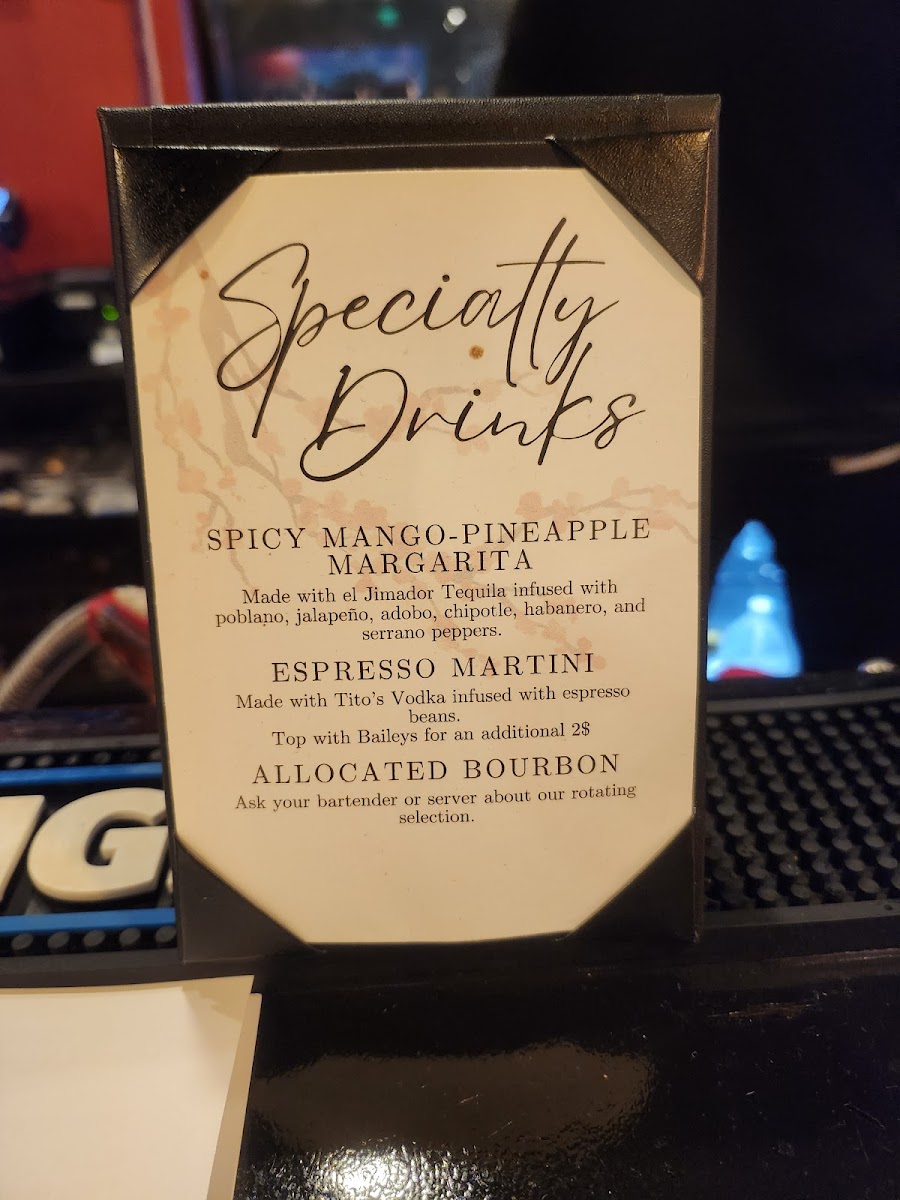 Specialty
Drinks
SPICY MANGO-PINEAPPLE
MARGARITA
Made with el Jimador Tequila infused with
poblano, jalapeño, adobo, chipotle, habanero, and
serrano peppers.
ESPRESSO MARTINI
Made with Tito's Vodka infused with espresso
beans.
Top with Baileys for an additional 2$
ALLOCATED BOURBON
Ask your bartender or server about our rotating
selection.